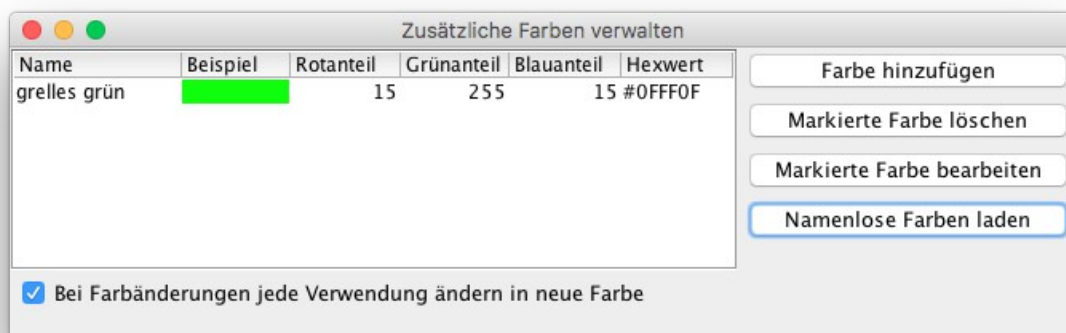 Zusätzliche Farben verwalten
Name Beispiel Rotanteil Grünanteil Blauanteil Hexwert
grelles grün 15 255 15 #0FFF0F
Farbe hinzufügen
Markierte Farbe löschen
Markierte Farbe bearbeiten
Namenlose Farben laden
Bei Farbänderungen jede Verwendung ändern in neue Farbe